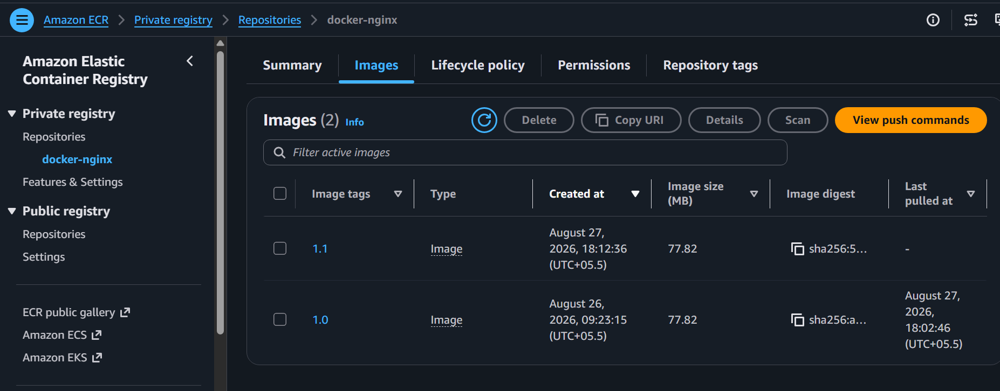 Amazon ECR
Private registry
Repositories
docker-nginx
Amazon Elastic
Container Registry
Private registry
Repositories
docker-nginx
Features & Settings
Public registry
Repositories
Settings
ECR public gallery
Amazon ECS
Amazon EKS
Summary
Images
Lifecycle policy
Permissions
Repository tags
Images (2) Info
Delete
Copy URI
Details
Scan
View push commands
Filter active images
Image tags
Type
Created at
Image size
(MB)
Image digest
Last
pulled at
1.1
Image
August 27,
2026, 18:12:36
(UTC+05.5)
77.82
sha256:5...
-
1.0
Image
August 26,
2026, 09:23:15
(UTC+05.5)
77.82
sha256:a...
August 27,
2026,
18:02:46
(UTC+05.5)